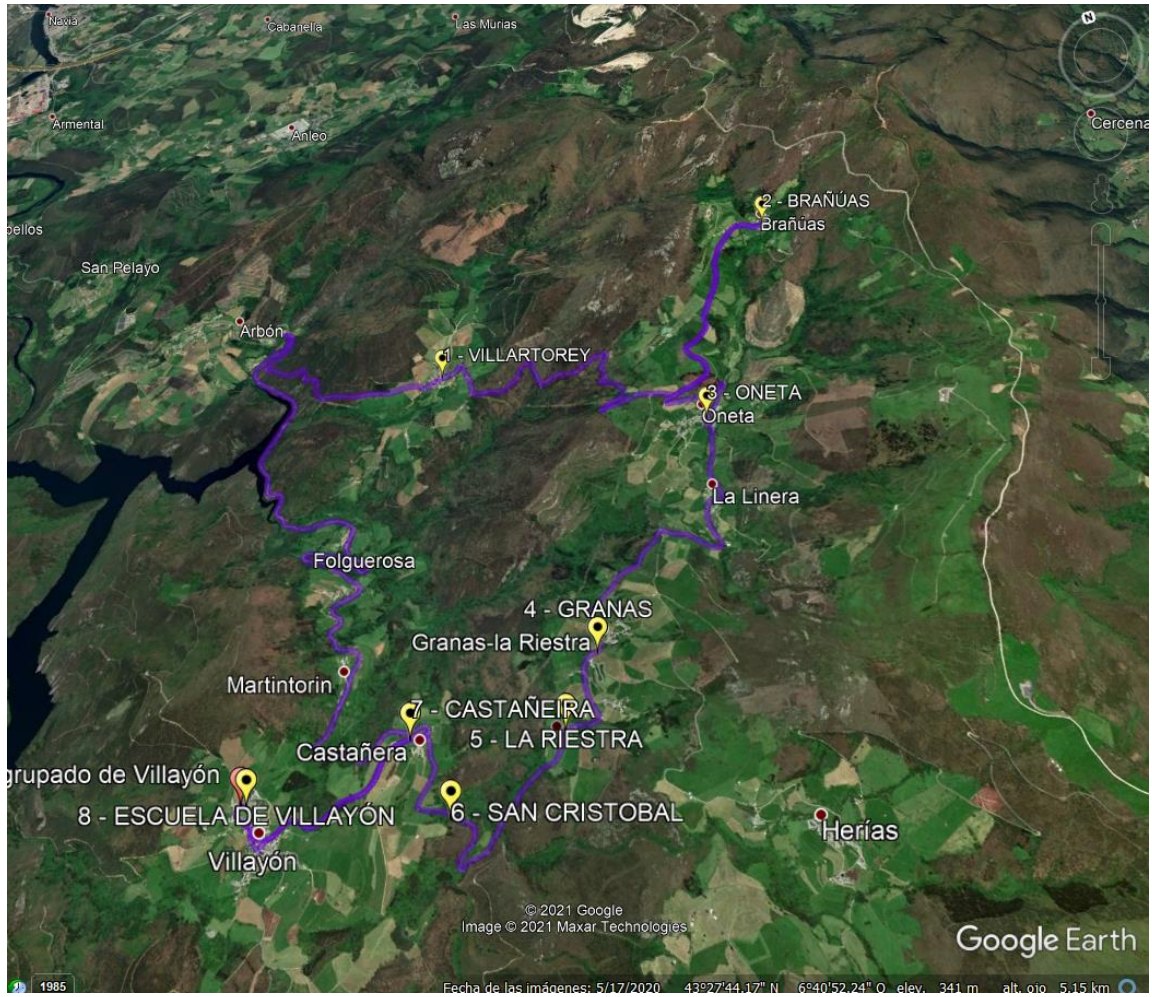 Navia
Cabanella
Las Murias
N
Armental
Anleo
Cercena
2 - BRAÑÚAS
Brañúas
bellos
San Pelayo
Arbón
1 - VILLARTOREY
3 - ONETA
Oneta
La Linera
Folguerosa
4 - GRANAS
Granas-la Riestra
Martintorin
7 - CASTAÑEIRA
5 - LA RIESTRA
Castañera
grupado de Villayón
6 - SAN CRISTOBAL
8 - ESCUELA DE VILLAYÓN
Herías
Villayón
© 2021 Google
Image © 2021 Maxar Technologies
Google Earth
1985
Fecha de las imágenes: 5/17/2020 43°27'44.17" N 6°40'52.24" O elev. 341 m alt. ojo 5.15 km